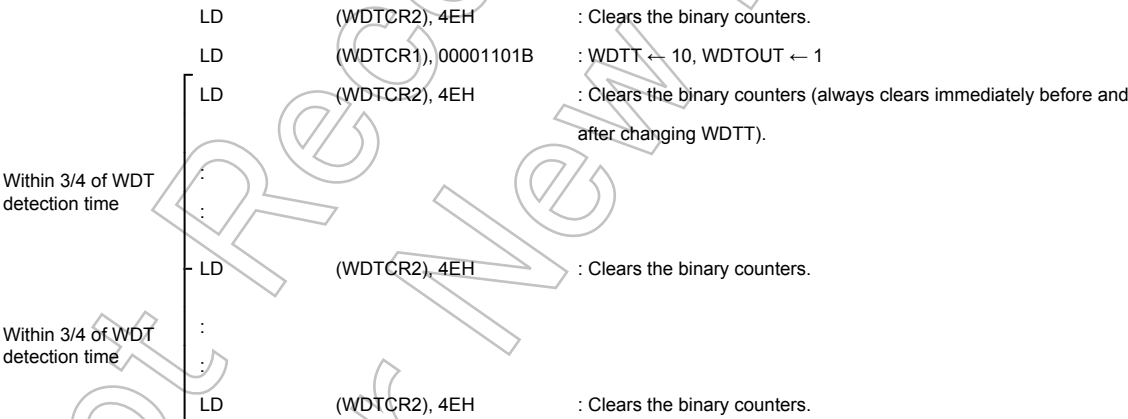 LD (WDTCR2), 4EH : Clears the binary counters.
LD (WDTCR1), 00001101B : WDTT ← 10, WDTOUT ← 1
LD (WDTCR2), 4EH : Clears the binary counters (always clears immediately before and
after changing WDTT).
Within 3/4 of WDT
detection time
:
:
LD (WDTCR2), 4EH : Clears the binary counters.
Within 3/4 of WDT
detection time
:
:
LD (WDTCR2), 4EH : Clears the binary counters.